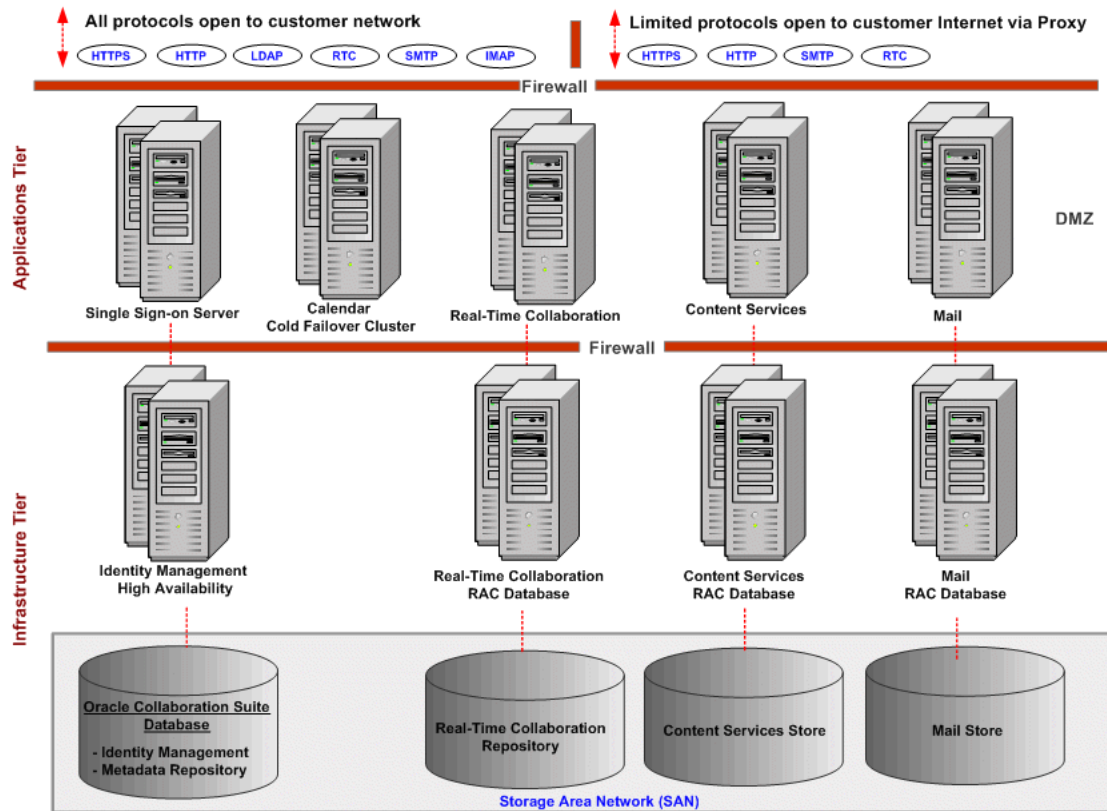 All protocols open to customer network
Limited protocols open to customer Internet via Proxy
HTTPS HTTP LDAP RTC SMTP IMAP
HTTPS HTTP SMTP RTC
Firewall
Applications Tier
DMZ
Single Sign-on Server
Calendar
Cold Failover Cluster
Real-Time Collaboration
Content Services
Mail
Firewall
Infrastructure Tier
Identity Management
High Availability
Real-Time Collaboration
RAC Database
Content Services
RAC Database
Mail
RAC Database
Oracle Collaboration Suite
Database
- Identity Management
- Metadata Repository
Real-Time Collaboration
Repository
Content Services Store
Mail Store
Storage Area Network (SAN)